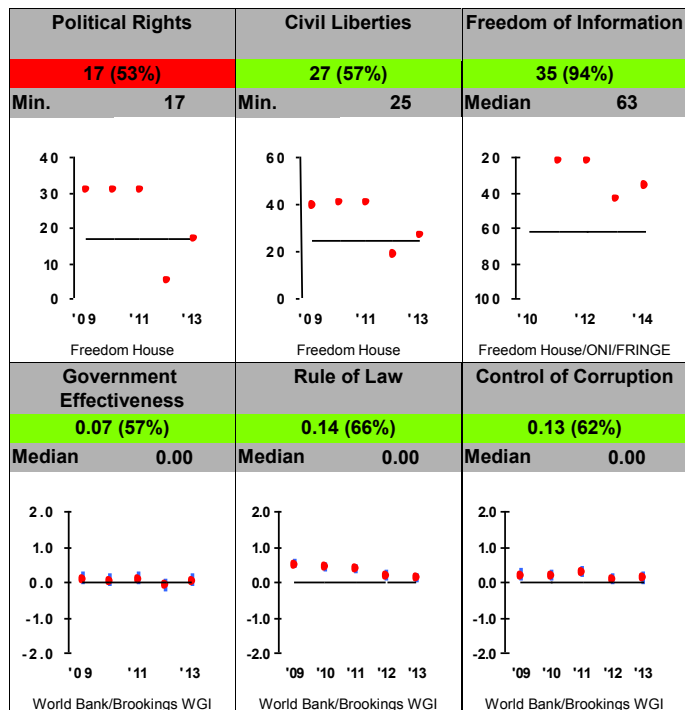 Political Rights
17 (53%)
Min. 17
40
30
20
10
0
'09 '11 '13
Freedom House
Civil Liberties
27 (57%)
Min. 25
60
40
20
0
'09 '11 '13
Freedom House
Freedom of Information
35 (94%)
Median 63
20
40
60
80
100
'10 '12 '14
Freedom House/ONI/FRINGE
Government
Effectiveness
0.07 (57%)
Median 0.00
2.0
1.0
0.0
-1.0
-2.0
'09 '11 '13
World Bank/Brookings WGI
Rule of Law
0.14 (66%)
Median 0.00
2.0
1.0
0.0
-1.0
-2.0
'09 '10 '11 '12 '13
World Bank/Brookings WGI
Control of Corruption
0.13 (62%)
Median 0.00
2.0
1.0
0.0
-1.0
-2.0
'09 '10 '11 '12 '13
World Bank/Brookings WGI